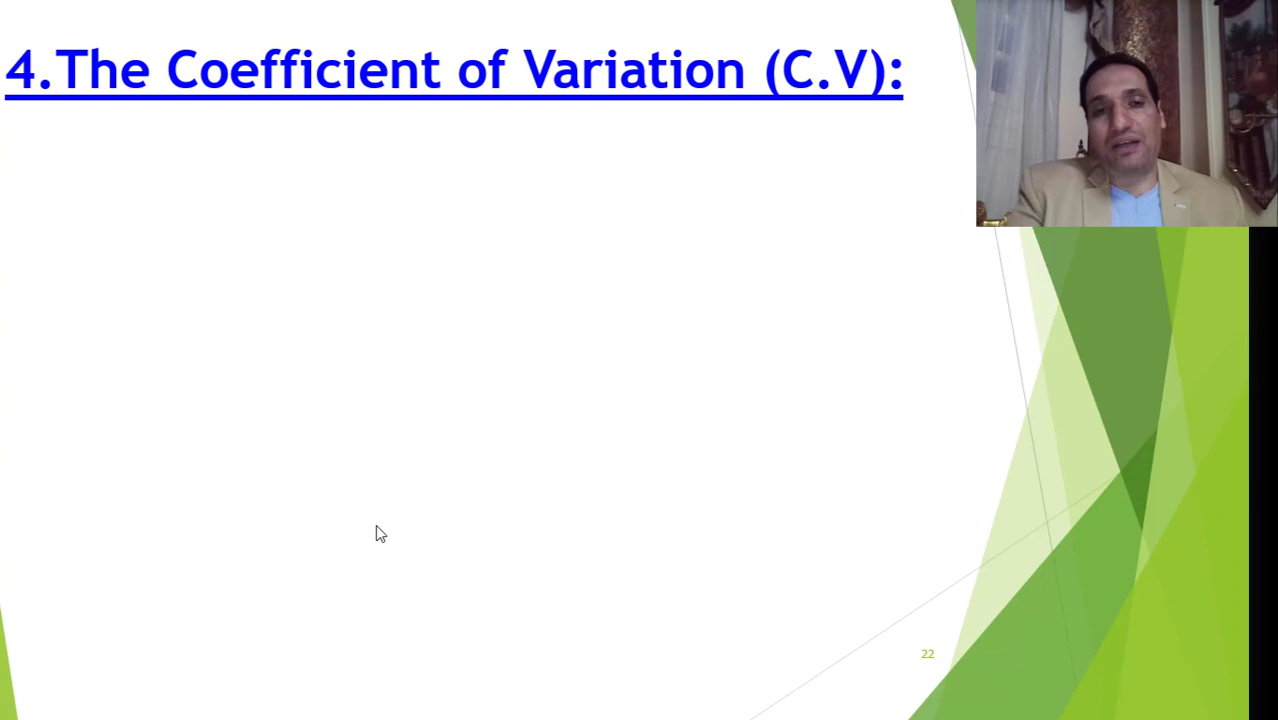 4.The Coefficient of Variation (C.V):
22